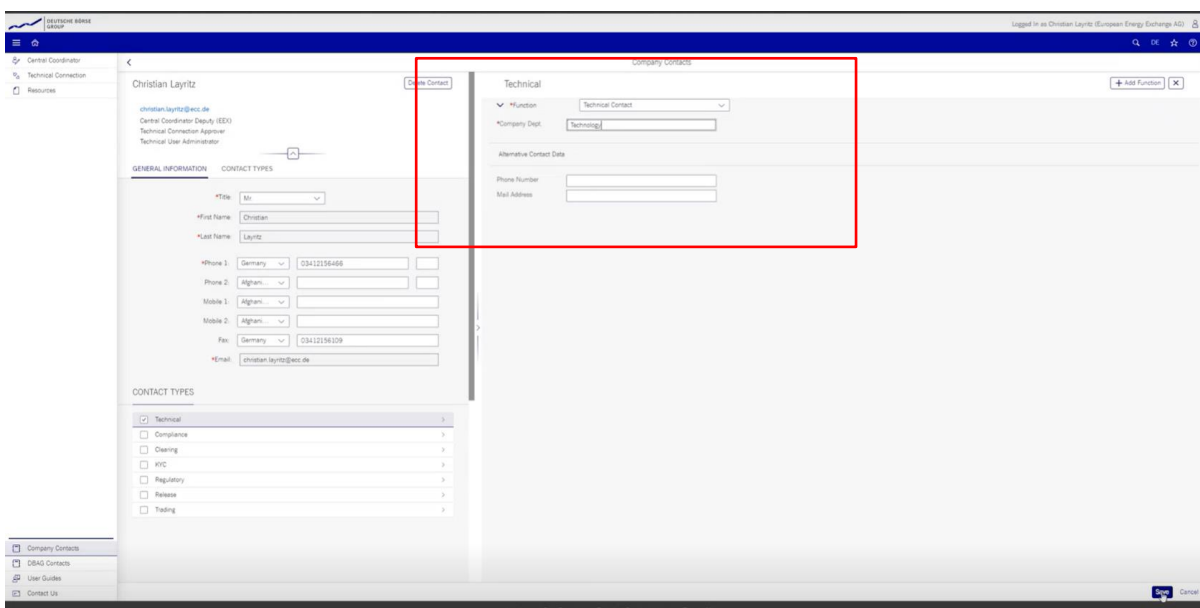 DEUTSCHE BÖRSE
GROUP
Logged in as Christian Layritz (European Energy Exchange AG)
DE
Central Coordinator
Technical Connection
Resources
Company Contacts
Christian Layritz
Delete Contact
christian.layritz@ecc.de
Central Coordinator Deputy (EEX)
Technical Connection Approver
Technical User Administrator
GENERAL INFORMATION CONTACT TYPES
*Title: Mr
*First Name: Christian
*Last Name: Layritz
*Phone 1: Germany 03412156466
Phone 2: Afghani...
Mobile 1: Afghani...
Mobile 2: Afghani...
Fax: Germany 03412156109
*Email: christian.layritz@ecc.de
CONTACT TYPES
Technical
Compliance
Clearing
KYC
Regulatory
Release
Trading
Technical
+ Add Function X
*Function Technical Contact
*Company Dept. Technology
Alternative Contact Data
Phone Number
Mail Address
Company Contacts
DBAG Contacts
User Guides
Contact Us
Save Cancel